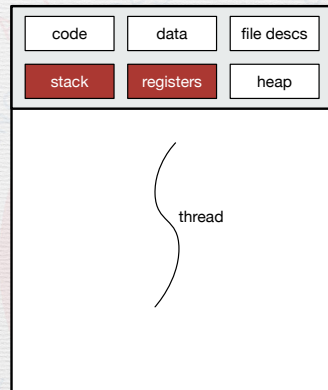 code data file descs
stack registers heap
thread